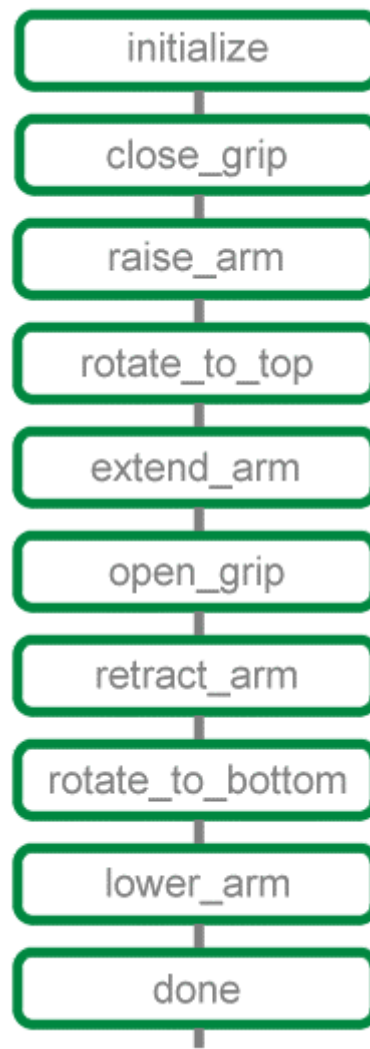 initialize
close_grip
raise_arm
rotate_to_top
extend_arm
open_grip
retract_arm
rotate_to_bottom
lower_arm
done